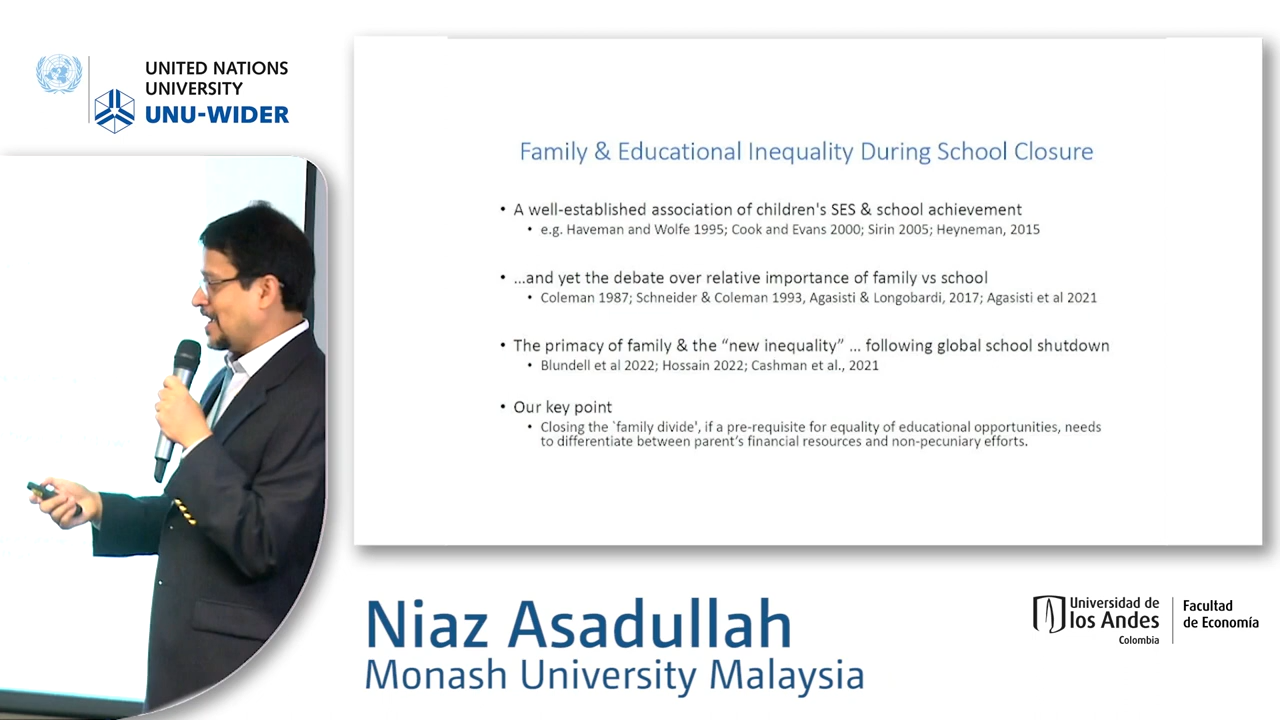 UNITED NATIONS
UNIVERSITY
UNU-WIDER
Family & Educational Inequality During School Closure
• A well-established association of children's SES & school achievement
• e.g. Haveman and Wolfe 1995; Cook and Evans 2000; Sirin 2005; Heyneman, 2015
• ...and yet the debate over relative importance of family vs school
• Coleman 1987; Schneider & Coleman 1993, Agasisti & Longobardi, 2017; Agasisti et al 2021
• The primacy of family & the “new inequality” ... following global school shutdown
• Blundell et al 2022; Hossain 2022; Cashman et al., 2021
• Our key point
• Closing the `family divide', if a pre-requisite for equality of educational opportunities, needs
to differentiate between parent’s financial resources and non-pecuniary efforts.
Niaz Asadullah
Monash University Malaysia
Universidad de
los Andes
Colombia
Facultad
de Economía